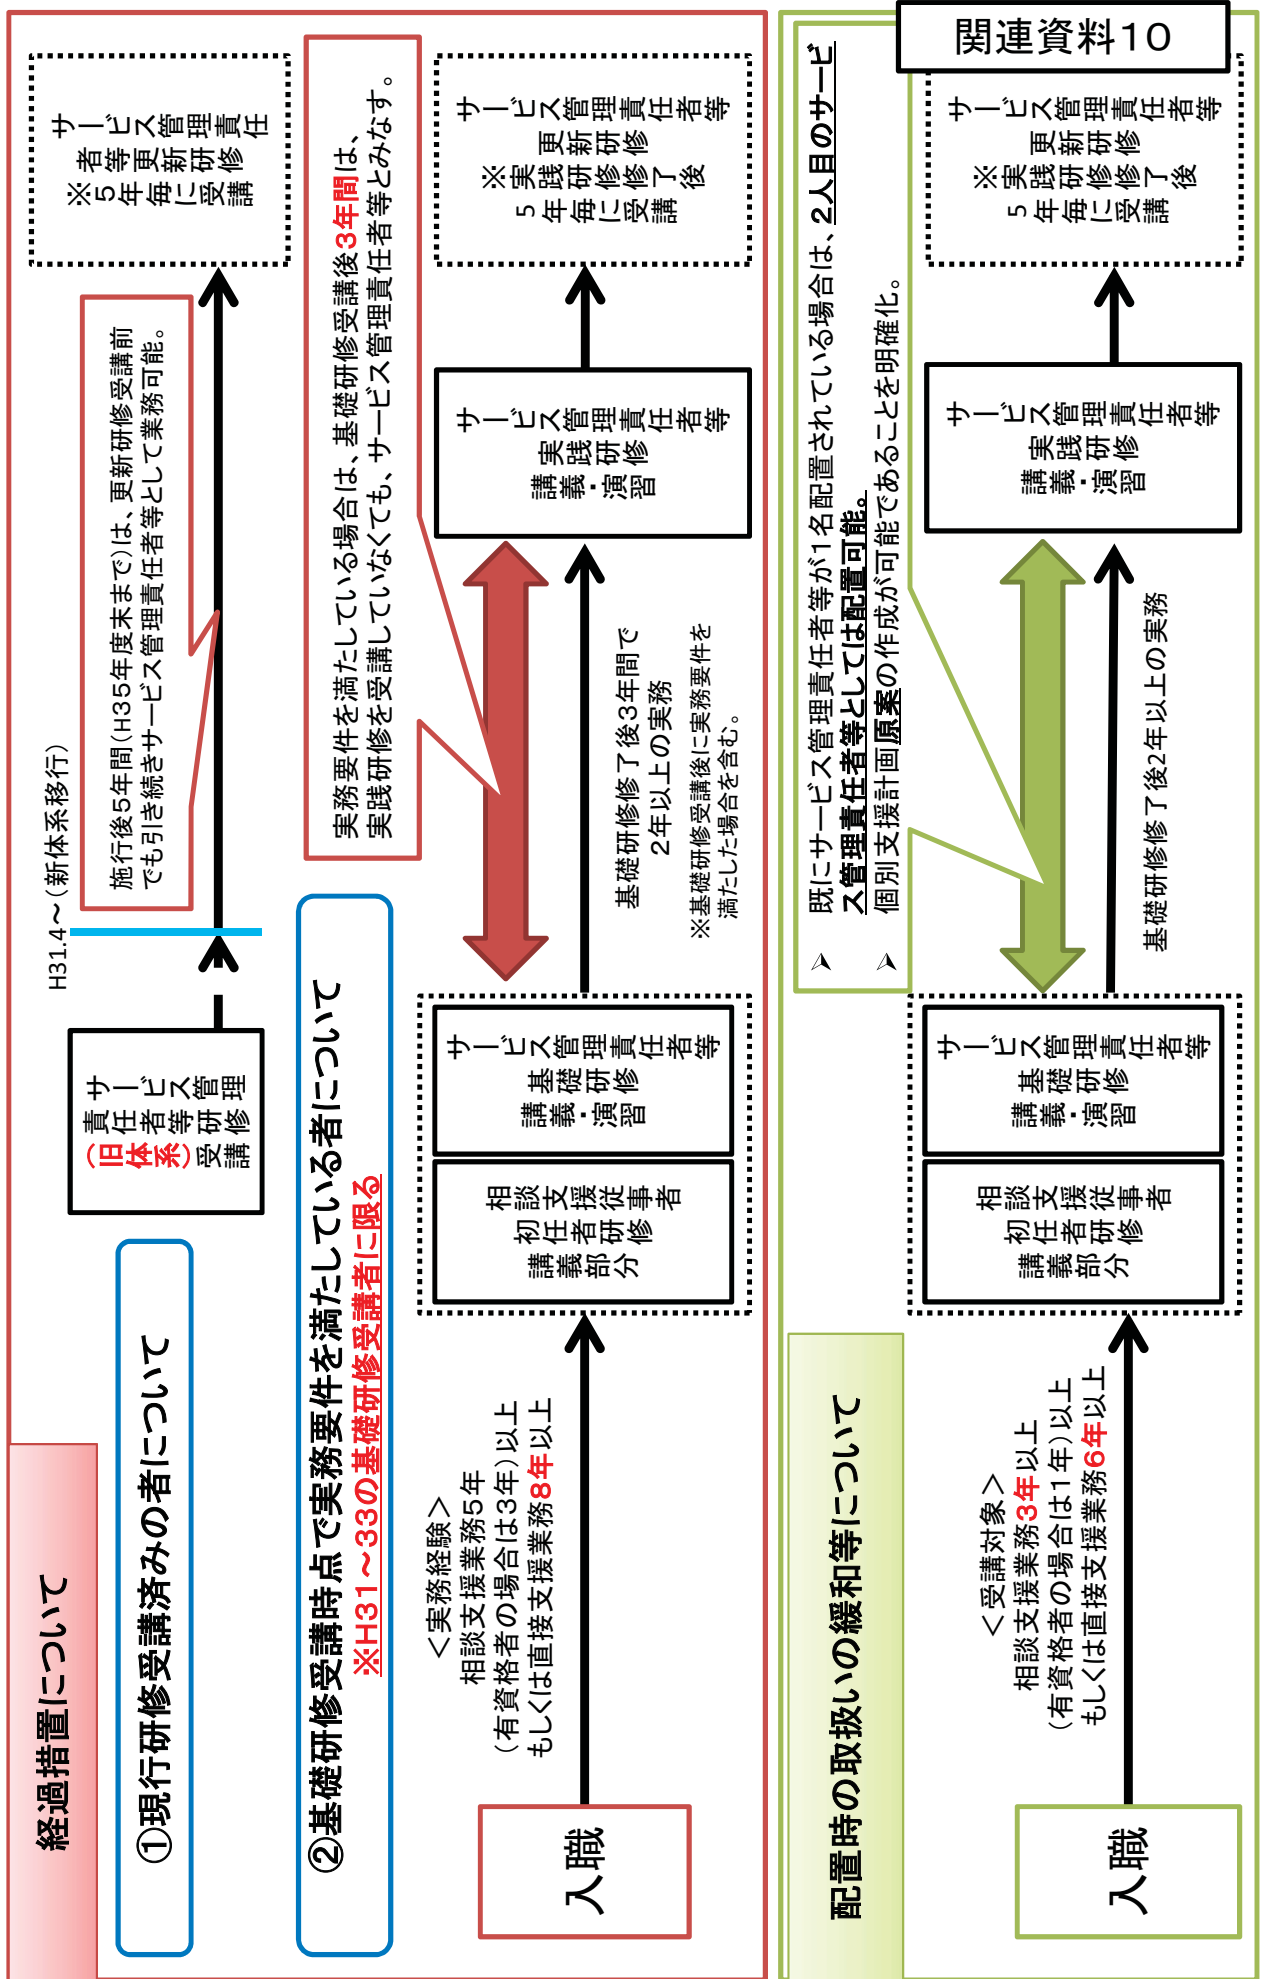 関連資料10
経過措置について
①現行研修受講済みの者について
サービス管理
責任者等研修
（旧体系）受
講
H31.4～（新体系移行）
施行後5年間（H35年度末まで）は、更新研修受講前
でも引き続きサービス管理責任者等として業務可能。
サービス管理責任
者等更新研修
※5年毎に受講
②基礎研修受講時点で実務要件を満たしている者について
※H31～33の基礎研修受講者に限る
実務要件を満たしている場合は、基礎研修受講後3年間は、
実践研修を受講していなくても、サービス管理責任者等とみなす。
入職
＜実務経験＞
相談支援業務5年
（有資格者の場合は3年）以上
もしくは直接支援業務8年以上
相談支援従事者
初任者研修
講義部分
サービス管理責任者等
基礎研修
講義・演習
基礎研修修了後3年間で
2年以上の実務
※基礎研修受講後に実務要件を
満たした場合を含む。
サービス管理責任者等
実践研修
講義・演習
サービス管理責任者等
更新研修
※実践研修修了後
5年毎に受講
配置時の取扱いの緩和等について
➢ 既にサービス管理責任者等が1名配置されている場合は、2人目のサービ
ス管理責任者等としては配置可能。
➢ 個別支援計画原案の作成が可能であることを明確化。
入職
＜受講対象＞
相談支援業務3年以上
（有資格者の場合は1年）以上
もしくは直接支援業務6年以上
相談支援従事者
初任者研修
講義部分
サービス管理責任者等
基礎研修
講義・演習
基礎研修修了後2年以上の実務
サービス管理責任者等
実践研修
講義・演習
サービス管理責任者等
更新研修
※実践研修修了後
5年毎に受講